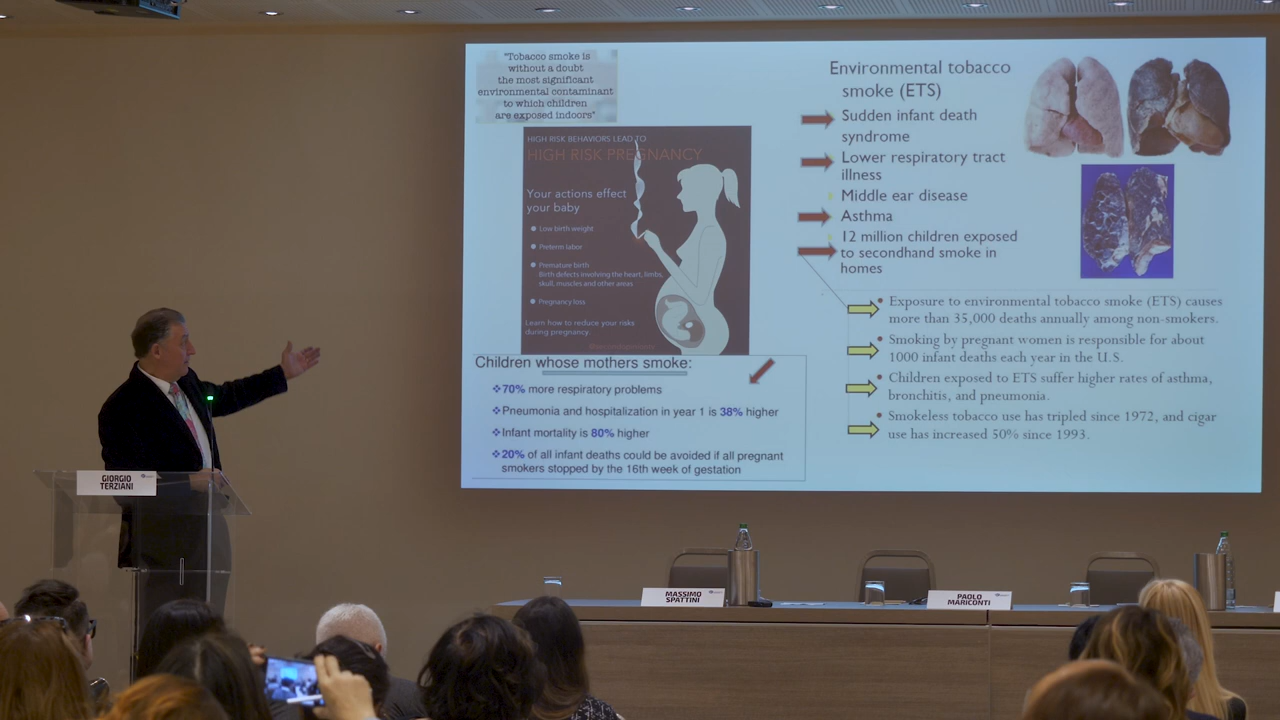 "Tobacco smoke is
without a doubt
the most significant
environmental contaminant
to which children
are exposed indoors"
HIGH RISK BEHAVIORS LEAD TO
HIGH RISK PREGNANCY
Your actions effect
your baby
Low birth weight
Preterm labor
Premature birth
Birth defects involving the heart, limbs,
skull, muscles and other areas
Pregnancy loss
Learn how to reduce your risks
during pregnancy.
Children whose mothers smoke:
❖70% more respiratory problems
❖Pneumonia and hospitalization in year 1 is 38% higher
❖Infant mortality is 80% higher
❖20% of all infant deaths could be avoided if all pregnant
smokers stopped by the 16th week of gestation
Environmental tobacco
smoke (ETS)
Sudden infant death
syndrome
Lower respiratory tract
illness
Middle ear disease
Asthma
12 million children exposed
to secondhand smoke in
homes
• Exposure to environmental tobacco smoke (ETS) causes
more than 35,000 deaths annually among non-smokers.
• Smoking by pregnant women is responsible for about
1000 infant deaths each year in the U.S.
• Children exposed to ETS suffer higher rates of asthma,
bronchitis, and pneumonia.
• Smokeless tobacco use has tripled since 1972, and cigar
use has increased 50% since 1993.
GIORGIO
TERZIANI
MASSIMO
SPATTINI
PAOLO
MARICONTI